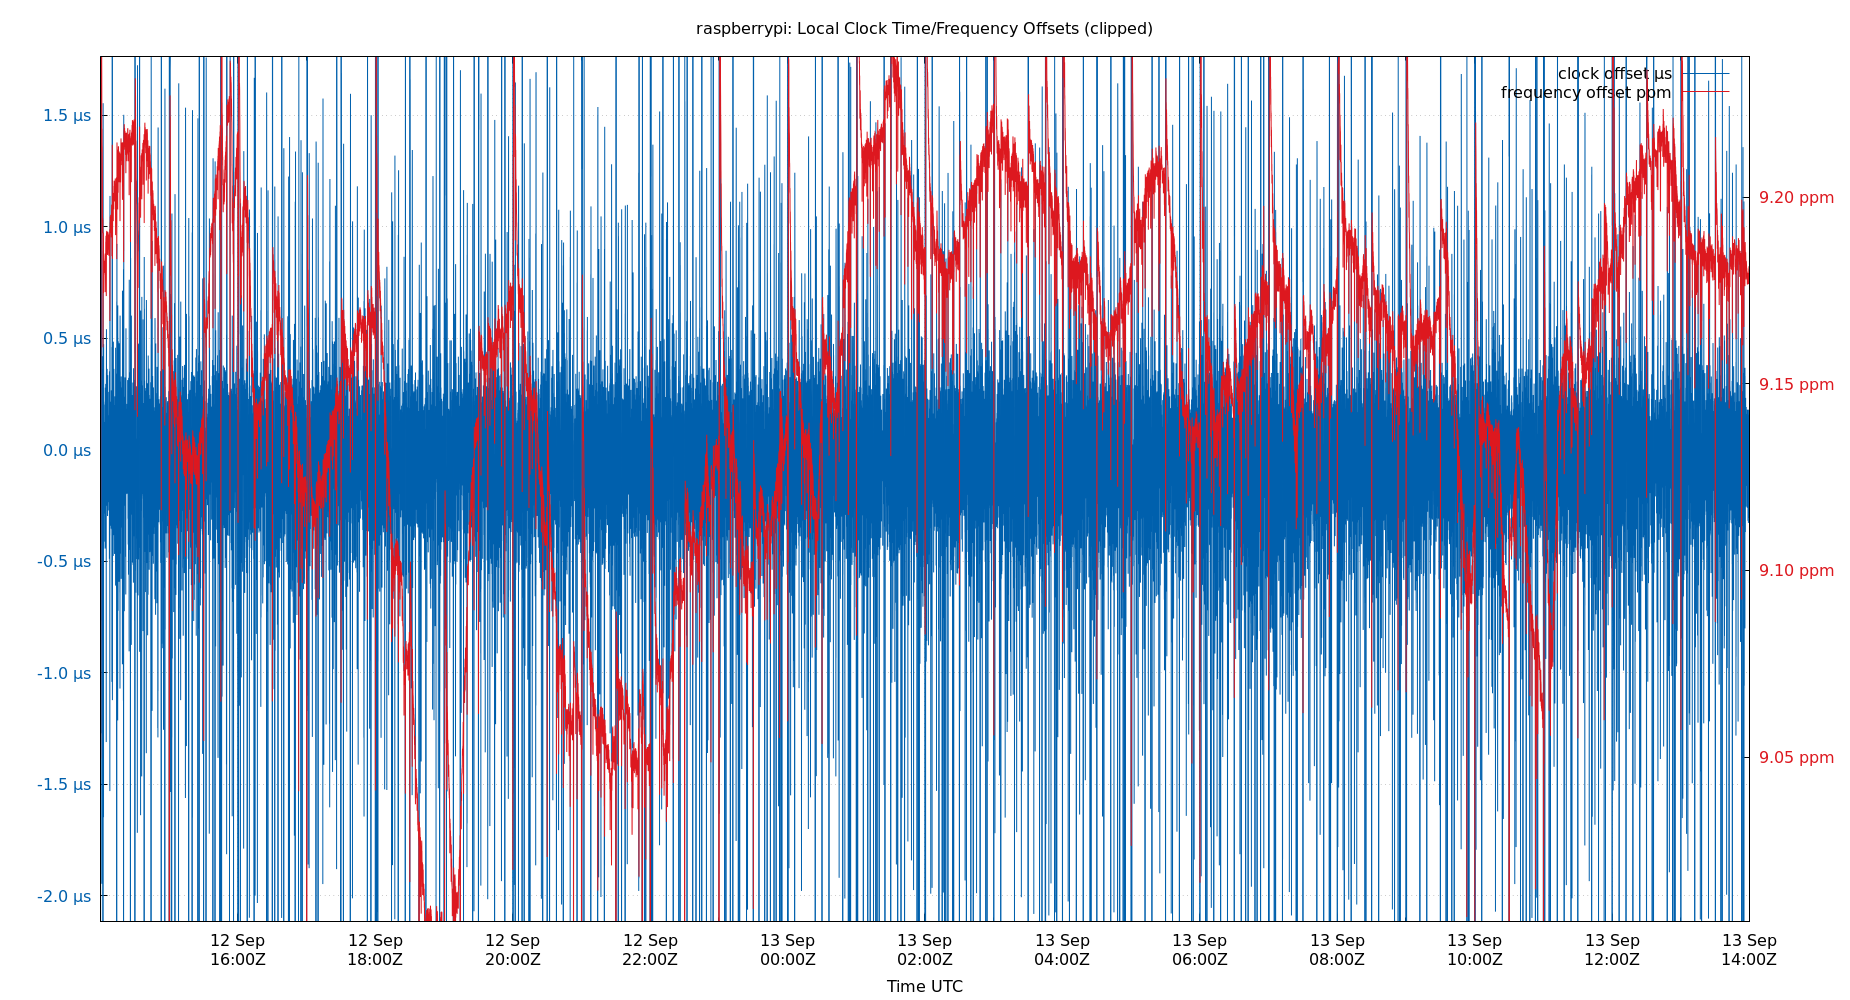 raspberrypi: Local Clock Time/Frequency Offsets (clipped)
clock offset µs
frequency offset ppm
1.5 µs
1.0 µs
0.5 µs
0.0 µs
-0.5 µs
-1.0 µs
-1.5 µs
-2.0 µs
9.20 ppm
9.15 ppm
9.10 ppm
9.05 ppm
12 Sep 12 Sep 12 Sep 12 Sep 13 Sep 13 Sep 13 Sep 13 Sep 13 Sep 13 Sep 13 Sep 13 Sep
16:00Z 18:00Z 20:00Z 22:00Z 00:00Z 02:00Z 04:00Z 06:00Z 08:00Z 10:00Z 12:00Z 14:00Z
Time UTC